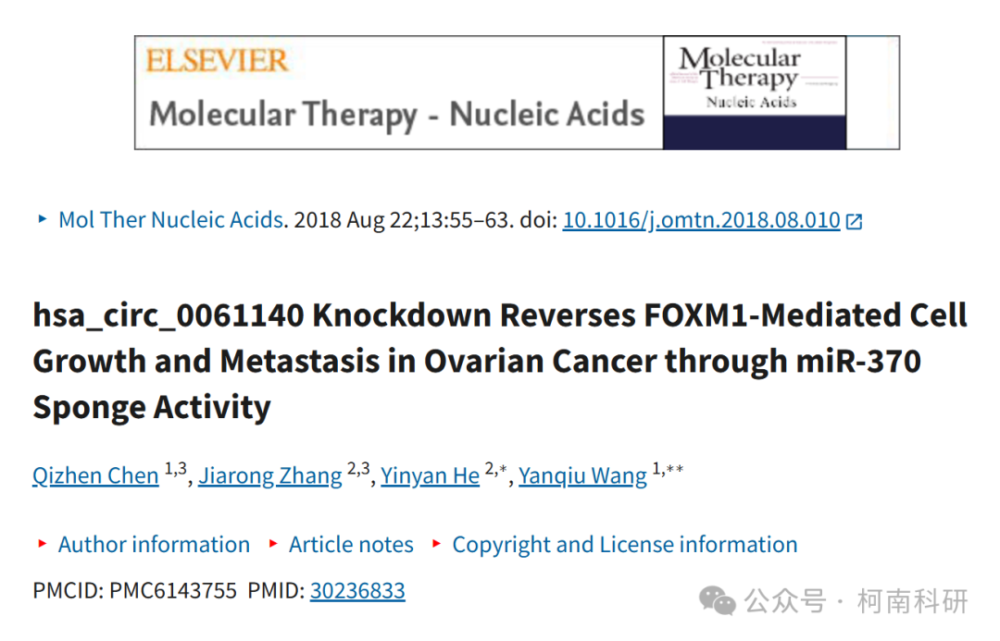 ELSEVIER
Molecular Therapy - Nucleic Acids
Molecular
Therapy
Nucleic Acids
Mol Ther Nucleic Acids. 2018 Aug 22;13:55–63. doi: 10.1016/j.omtn.2018.08.010
hsa_circ_0061140 Knockdown Reverses FOXM1-Mediated Cell
Growth and Metastasis in Ovarian Cancer through miR-370
Sponge Activity
Qizhen Chen 1,3, Jiarong Zhang 2,3, Yinyan He 2,*, Yanqiu Wang 1,**
Author information Article notes Copyright and License information
PMCID: PMC6143755 PMID: 30236833
公众号 · 柯南科研